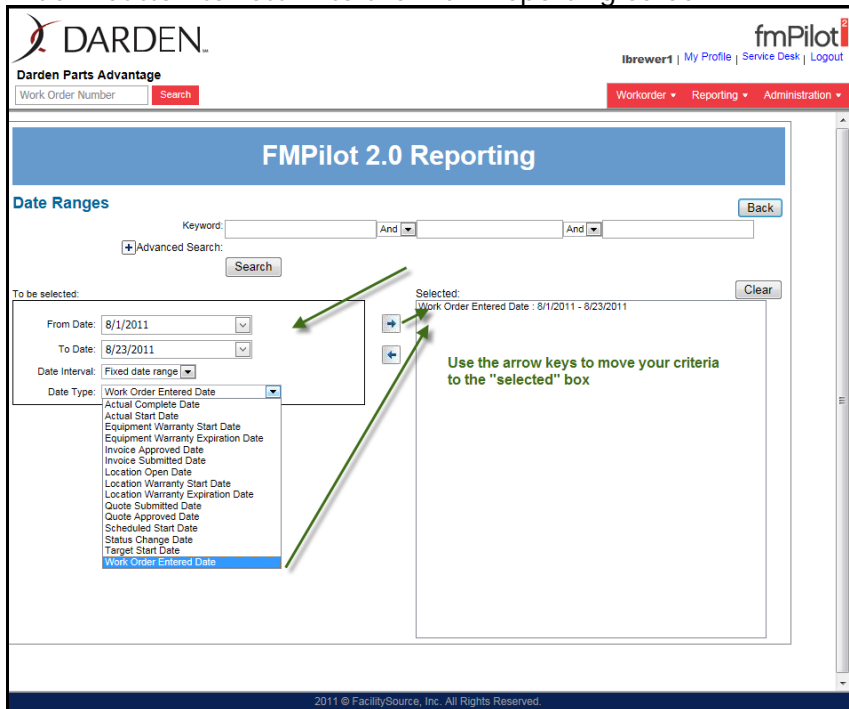 DARDEN
fmPilot 2
lbrewer1 | My Profile | Service Desk | Logout
Darden Parts Advantage
Work Order Number Search
Workorder Reporting Administration
FMPilot 2.0 Reporting
Date Ranges
Back
Keyword: And And
+ Advanced Search:
Search
Clear
To be selected:
Selected:
Work Order Entered Date : 8/1/2011 - 8/23/2011
From Date: 8/1/2011
To Date: 8/23/2011
Date Interval: Fixed date range
Date Type: Work Order Entered Date
Use the arrow keys to move your criteria
to the "selected" box
Actual Complete Date
Actual Start Date
Equipment Warranty Start Date
Equipment Warranty Expiration Date
Invoice Approved Date
Invoice Submitted Date
Location Open Date
Location Warranty Start Date
Location Warranty Expiration Date
Quote Submitted Date
Quote Approved Date
Scheduled Start Date
Status Change Date
Target Start Date
Work Order Entered Date
2011 © FacilitySource, Inc. All Rights Reserved.